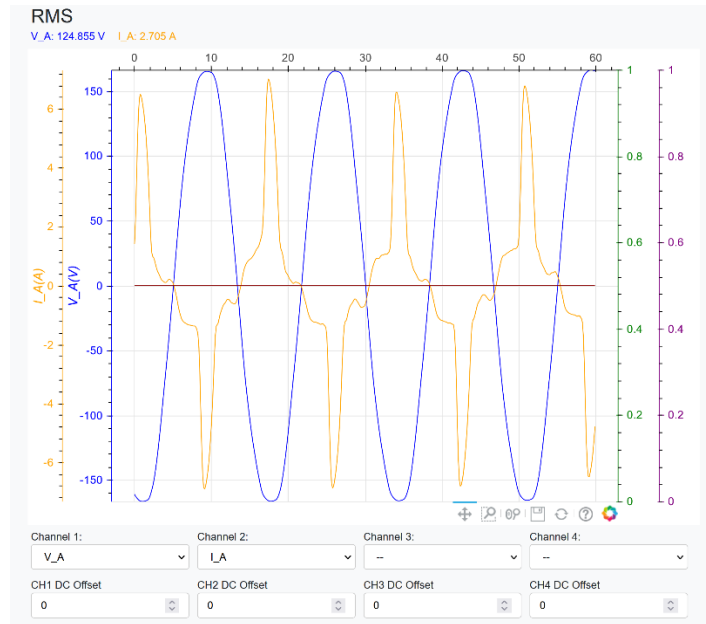 RMS
V_A: 124.855 V I_A: 2.705 A
0 10 20 30 40 50 60
6 4 2 0 -2 -4 -6
I_A(A)
150 100 50 0 -50 -100 -150
V_A(V)
1 0.8 0.6 0.4 0.2 0
1 0.8 0.6 0.4 0.2 0
Channel 1: Channel 2: Channel 3: Channel 4:
V_A I_A -- --
CH1 DC Offset CH2 DC Offset CH3 DC Offset CH4 DC Offset
0 0 0 0